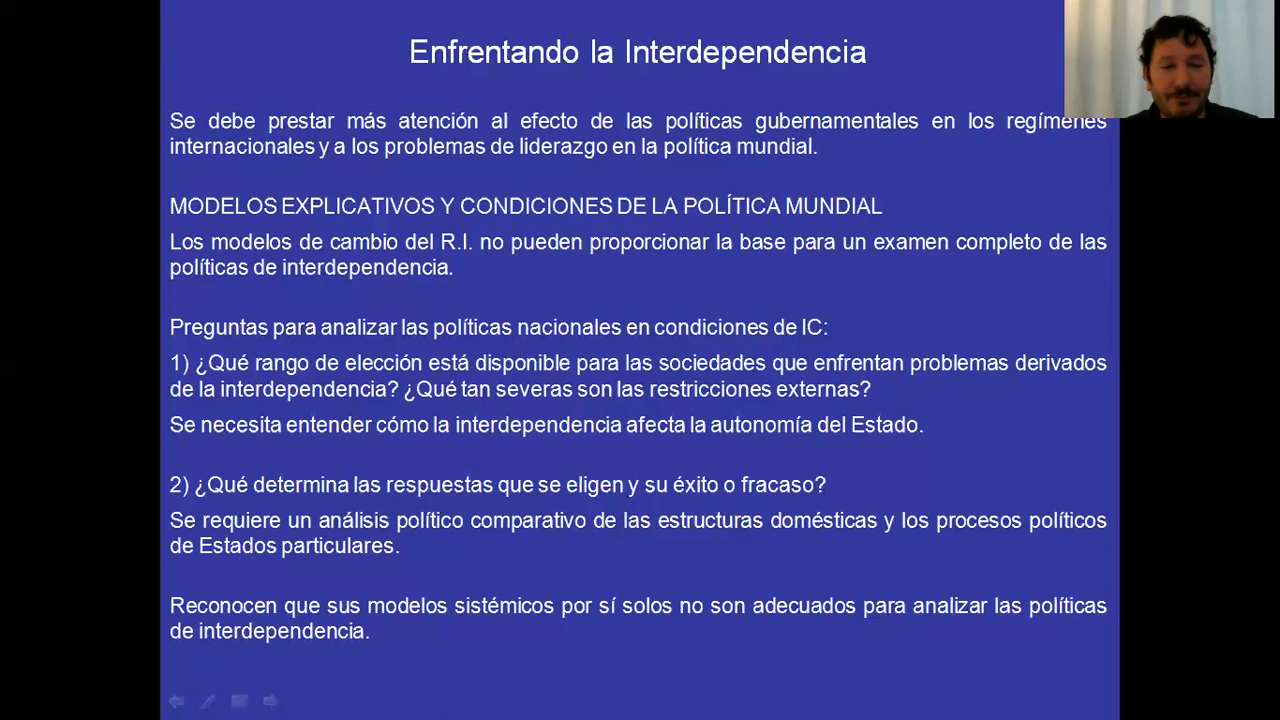 Enfrentando la Interdependencia
Se debe prestar más atención al efecto de las políticas gubernamentales en los regímenes
internacionales y a los problemas de liderazgo en la política mundial.
MODELOS EXPLICATIVOS Y CONDICIONES DE LA POLÍTICA MUNDIAL
Los modelos de cambio del R.I. no pueden proporcionar la base para un examen completo de las
políticas de interdependencia.
Preguntas para analizar las políticas nacionales en condiciones de IC:
1) ¿Qué rango de elección está disponible para las sociedades que enfrentan problemas derivados
de la interdependencia? ¿Qué tan severas son las restricciones externas?
Se necesita entender cómo la interdependencia afecta la autonomía del Estado.
2) ¿Qué determina las respuestas que se eligen y su éxito o fracaso?
Se requiere un análisis político comparativo de las estructuras domésticas y los procesos políticos
de Estados particulares.
Reconocen que sus modelos sistémicos por sí solos no son adecuados para analizar las políticas
de interdependencia.